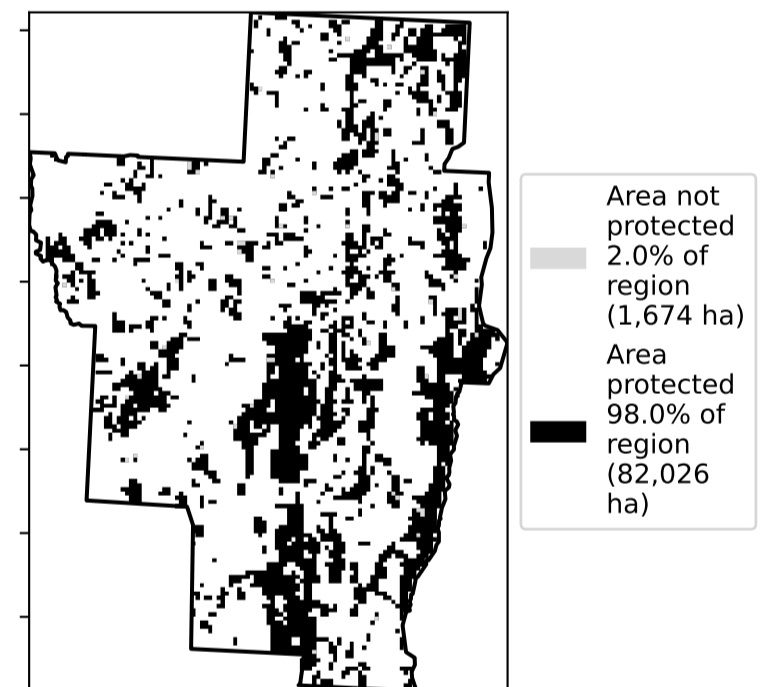 Area not
protected
2.0% of
region
(1,674 ha)
Area
protected
98.0% of
region
(82,026
ha)